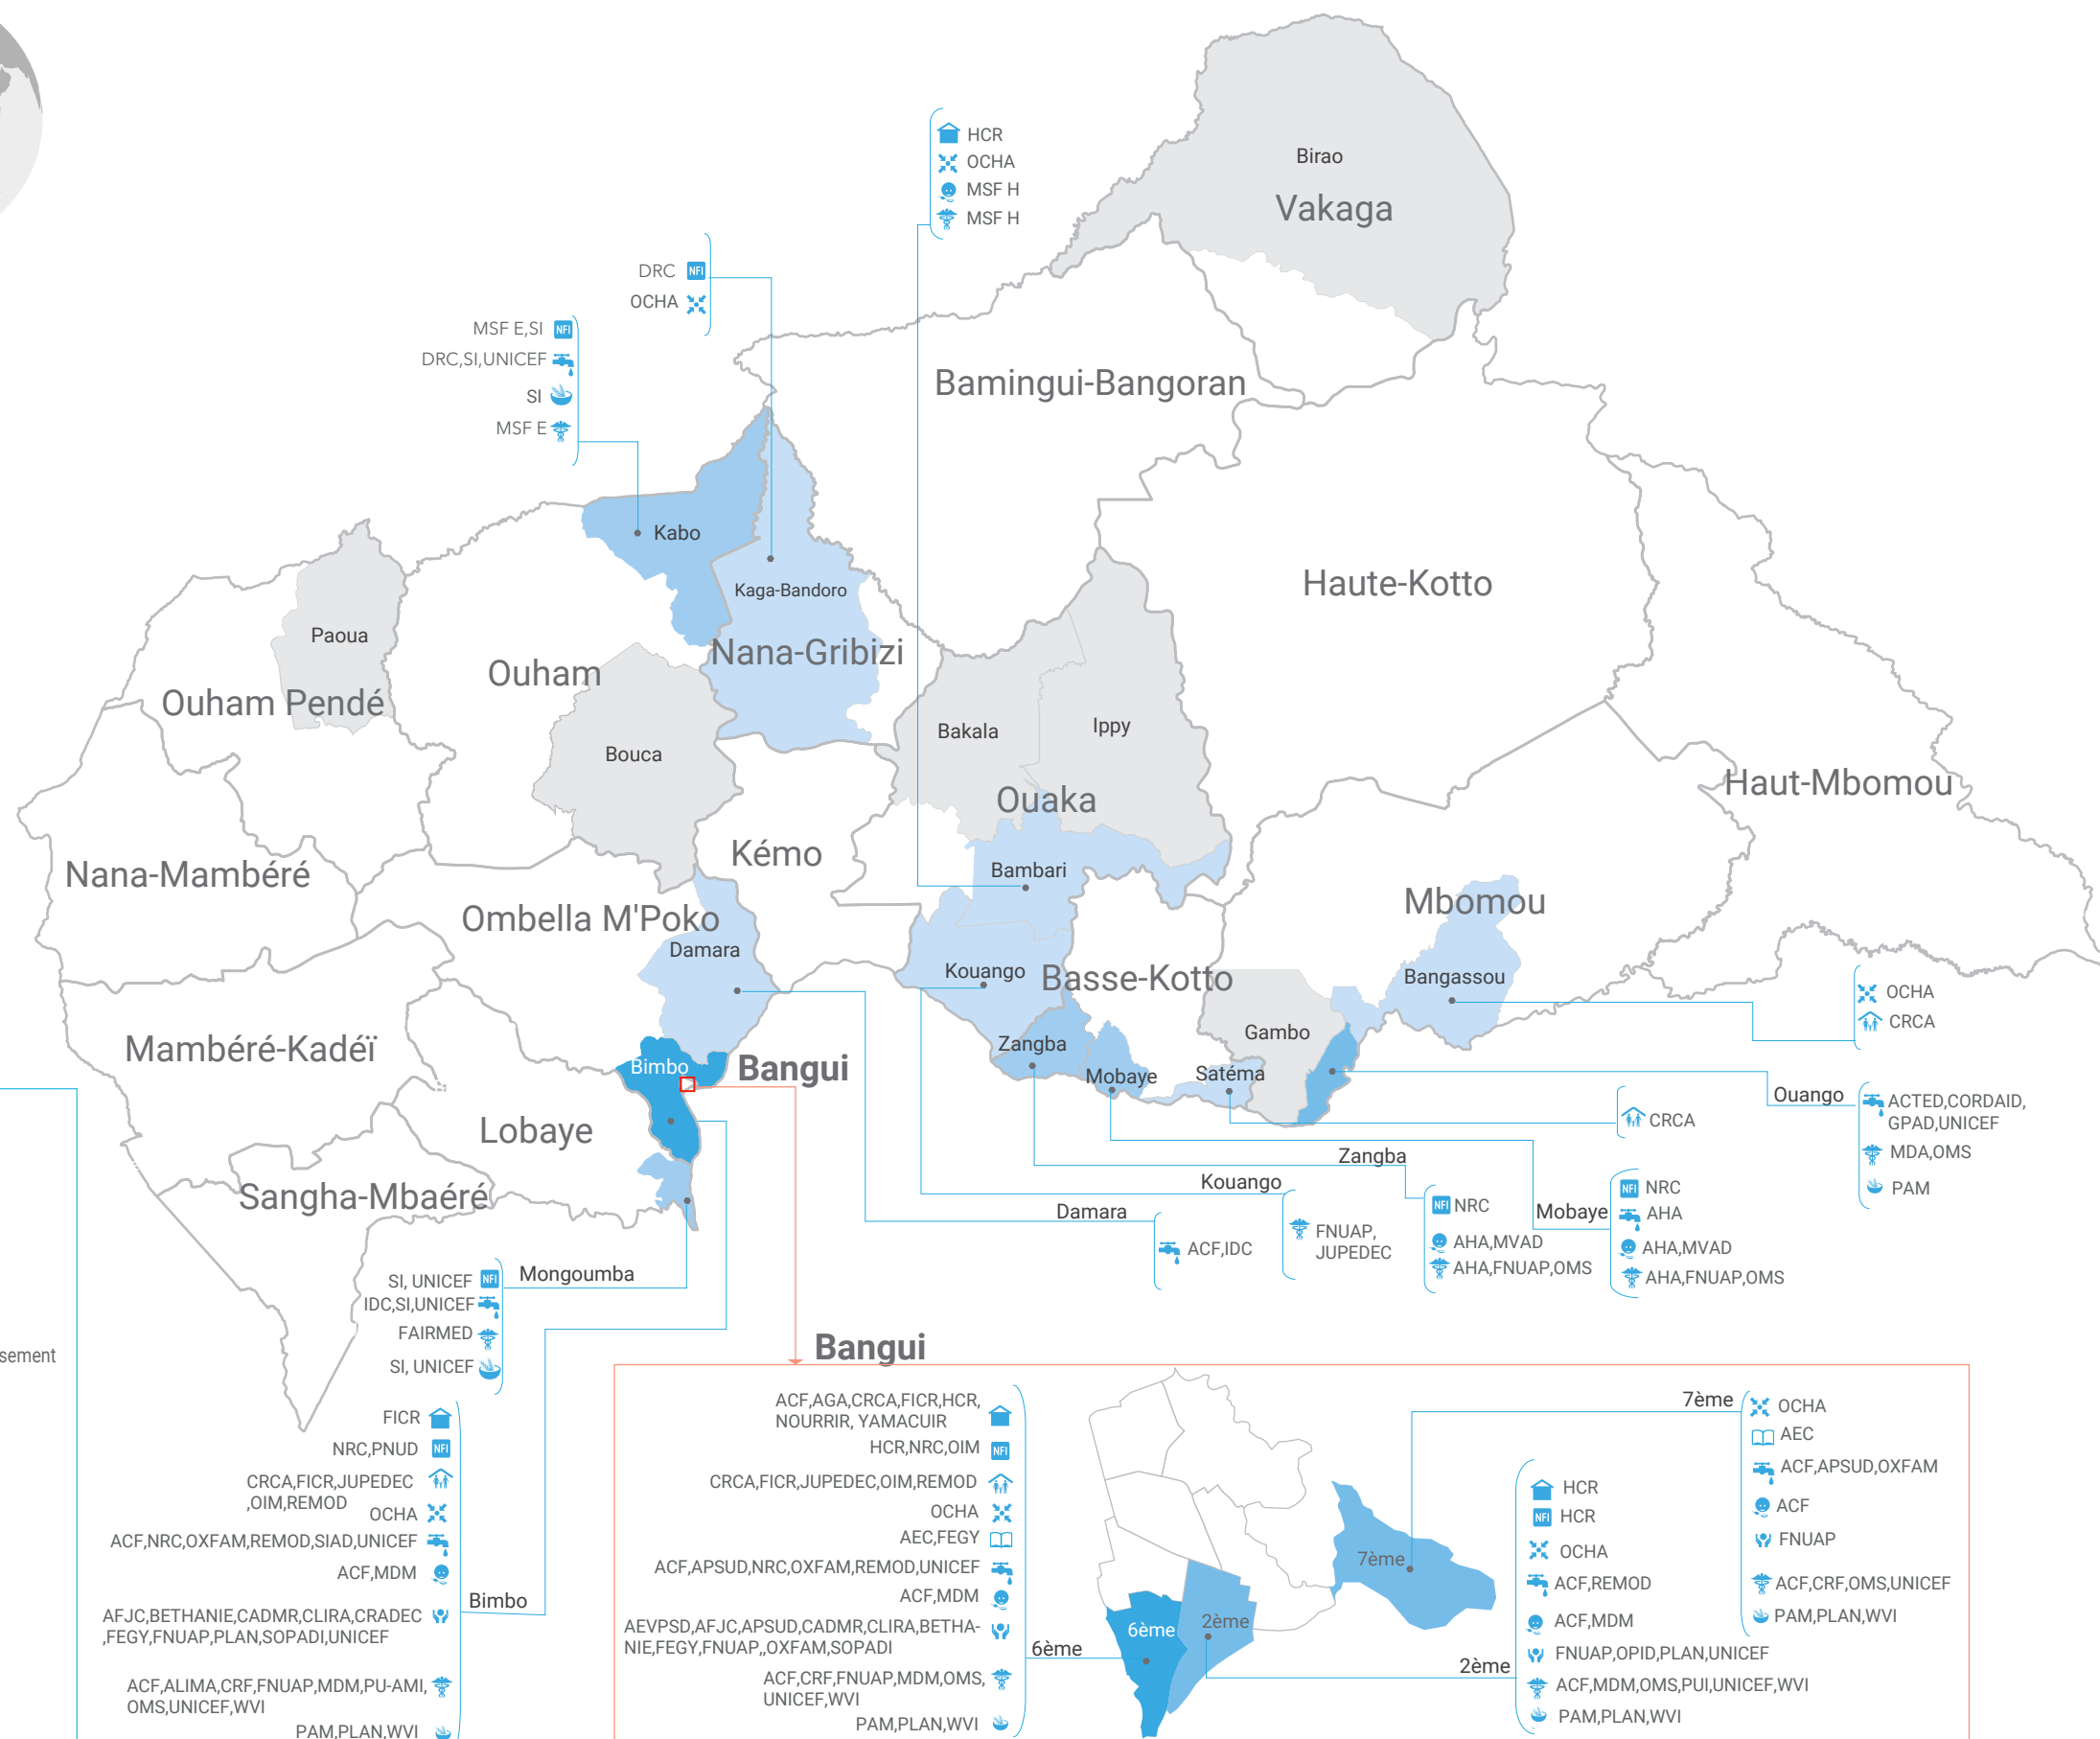 HCR
OCHA
MSF H
MSF H
Birao
Vakaga
DRC NFI
OCHA
MSF E,SI NFI
DRC,SI,UNICEF
SI
MSF E
Bamingui-Bangoran
Kabo
Kaga-Bandoro
Nana-Gribizi
Haute-Kotto
Paoua
Ouham Pendé
Ouham
Bouca
Bakala
Ippy
Ouaka
Haut-Mbomou
Nana-Mambéré
Kémo
Bambari
Mbomou
Ombella M'Poko
Damara
Kouango
Basse-Kotto
Bangassou
OCHA
CRCA
Mambéré-Kadéï
Gambo
Zangba
Bimbo
Bangui
Mobaye
Satéma
Ouango
ACTED,CORDAID,
GPAD,UNICEF
MDA,OMS
PAM
CRCA
Lobaye
Sangha-Mbaéré
Zangba
NFI NRC
AHA,MVAD
AHA,FNUAP,OMS
Kouango
FNUAP,
JUPEDEC
Mobaye
NFI NRC
AHA
AHA,MVAD
AHA,FNUAP,OMS
Damara
ACF,IDC
Mongoumba
SI, UNICEF NFI
IDC,SI,UNICEF
FAIRMED
SI, UNICEF
sement
Bangui
FICR
NRC,PNUD NFI
CRCA,FICR,JUPEDEC
,OIM,REMOD
OCHA
ACF,NRC,OXFAM,REMOD,SIAD,UNICEF
ACF,MDM
AFJC,BETHANIE,CADMR,CLIRA,CRADEC
,FEGY,FNUAP,PLAN,SOPADI,UNICEF
ACF,ALIMA,CRF,FNUAP,MDM,PU-AMI,
OMS,UNICEF,WVI
PAM,PLAN,WVI
Bimbo
ACF,AGA,CRCA,FICR,HCR,
NOURRIR, YAMACUIR
HCR,NRC,OIM NFI
CRCA,FICR,JUPEDEC,OIM,REMOD
OCHA
AEC,FEGY
ACF,APSUD,NRC,OXFAM,REMOD,UNICEF
ACF,MDM
AEVPSD,AFJC,APSUD,CADMR,CLIRA,BETHA-
NIE,FEGY,FNUAP,,OXFAM,SOPADI
ACF,CRF,FNUAP,MDM,OMS,
UNICEF,WVI
PAM,PLAN,WVI
6ème
6ème
2ème
7ème
7ème
OCHA
AEC
ACF,APSUD,OXFAM
ACF
FNUAP
ACF,CRF,OMS,UNICEF
PAM,PLAN,WVI
2ème
HCR
NFI HCR
OCHA
ACF,REMOD
ACF,MDM
FNUAP,OPID,PLAN,UNICEF
ACF,MDM,OMS,PUI,UNICEF,WVI
PAM,PLAN,WVI